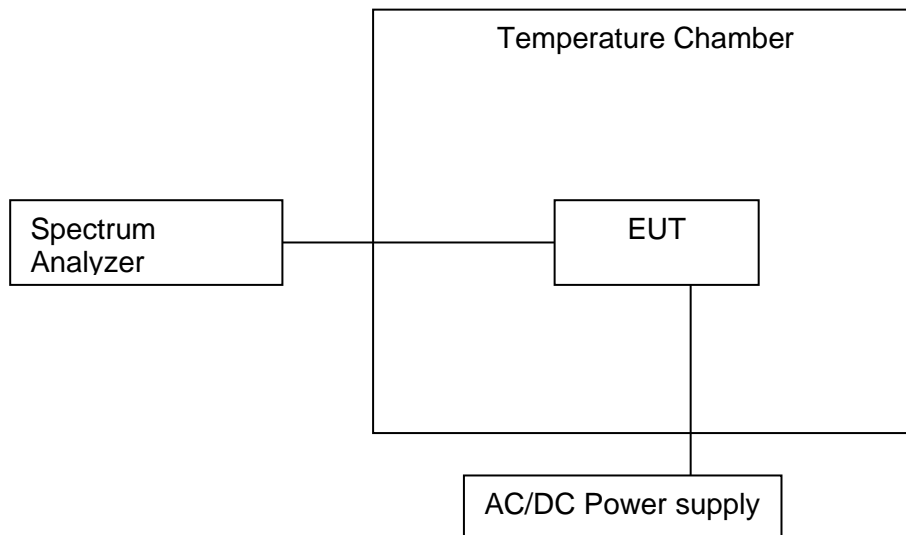 Temperature Chamber
Spectrum
Analyzer
EUT
AC/DC Power supply